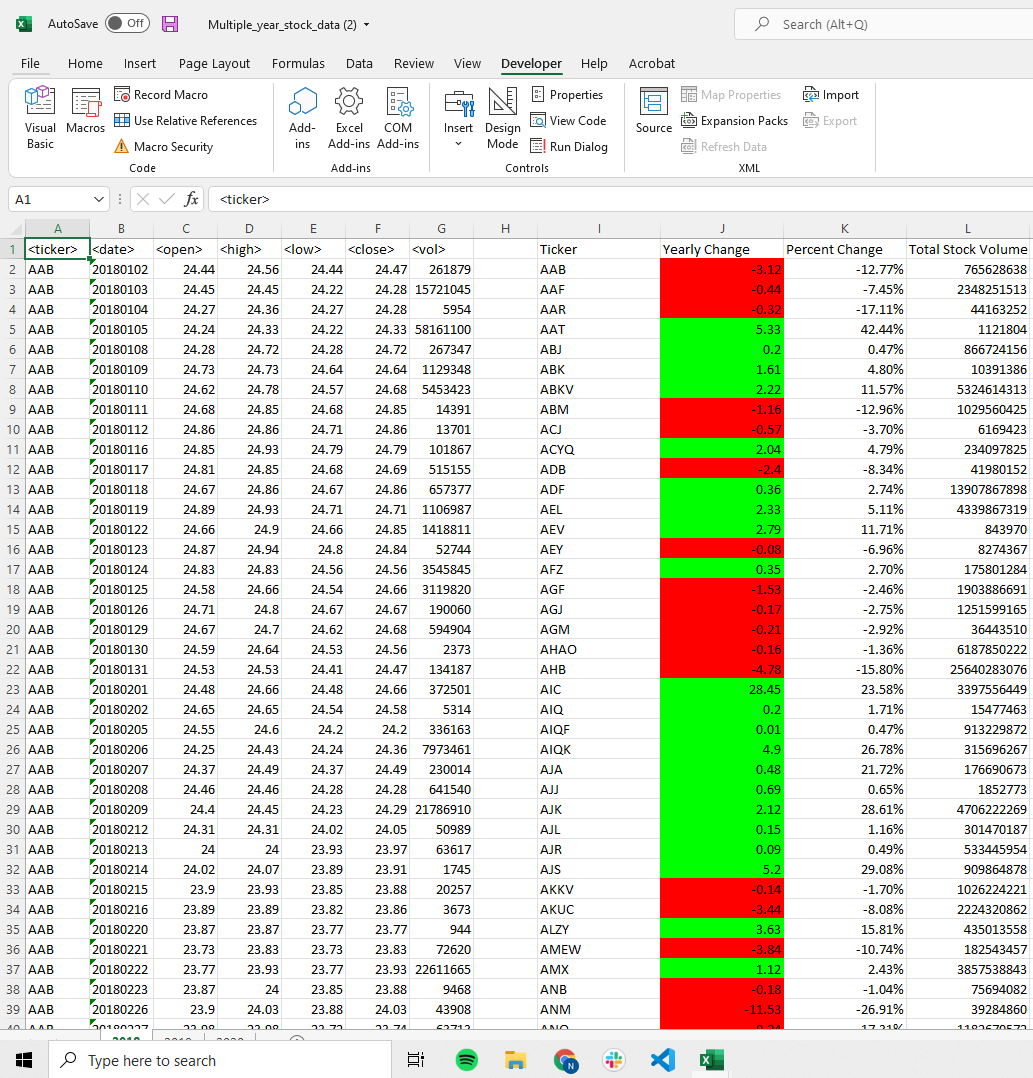 AutoSave Off Multiple_year_stock_data (2) Search (Alt+Q)
File Home Insert Page Layout Formulas Data Review View Developer Help Acrobat
Visual Basic Macros Record Macro Use Relative References Macro Security Code
Add-ins Excel Add-ins COM Add-ins Add-ins
Insert Design Mode Properties View Code Run Dialog Controls
Source Map Properties Expansion Packs Refresh Data Import Export XML
A1 fx <ticker>
A B C D E F G H I J K L
1 <ticker> <date> <open> <high> <low> <close> <vol> Ticker Yearly Change Percent Change Total Stock Volume
2 AAB 20180102 24.44 24.56 24.44 24.47 261879 AAB -3.12 -12.77% 765628638
3 AAB 20180103 24.45 24.45 24.22 24.28 15721045 AAF -0.44 -7.45% 2348251513
4 AAB 20180104 24.27 24.36 24.27 24.28 5954 AAR -0.32 -17.11% 44163252
5 AAB 20180105 24.24 24.33 24.22 24.33 58161100 AAT 5.33 42.44% 1121804
6 AAB 20180108 24.28 24.72 24.28 24.72 267347 ABJ 0.2 0.47% 866724156
7 AAB 20180109 24.73 24.73 24.64 24.64 1129348 ABK 1.61 4.80% 10391386
8 AAB 20180110 24.62 24.78 24.57 24.68 5453423 ABKV 2.22 11.57% 5324614313
9 AAB 20180111 24.68 24.85 24.68 24.85 14391 ABM -1.16 -12.96% 1029560425
10 AAB 20180112 24.86 24.86 24.71 24.86 13701 ACJ -0.57 -3.70% 6169423
11 AAB 20180116 24.85 24.93 24.79 24.79 101867 ACYQ 2.04 4.79% 234097825
12 AAB 20180117 24.81 24.85 24.68 24.69 515155 ADB -2.4 -8.34% 41980152
13 AAB 20180118 24.67 24.86 24.67 24.86 657377 ADF 0.36 2.74% 13907867898
14 AAB 20180119 24.89 24.93 24.71 24.71 1106987 AEL 2.33 5.11% 4339867319
15 AAB 20180122 24.66 24.9 24.66 24.85 1418811 AEV 2.79 11.71% 843970
16 AAB 20180123 24.87 24.94 24.8 24.84 52744 AEY -0.08 -6.96% 8274367
17 AAB 20180124 24.83 24.83 24.56 24.56 3545845 AFZ 0.35 2.70% 175801284
18 AAB 20180125 24.58 24.66 24.54 24.66 3119820 AGF -1.53 -2.46% 1903886691
19 AAB 20180126 24.71 24.8 24.67 24.67 190060 AGJ -0.17 -2.75% 1251599165
20 AAB 20180129 24.67 24.7 24.62 24.68 594904 AGM -0.21 -2.92% 36443510
21 AAB 20180130 24.59 24.64 24.53 24.56 2373 AHAO -0.16 -1.36% 6187850222
22 AAB 20180131 24.53 24.53 24.41 24.47 134187 AHB -4.78 -15.80% 25640283076
23 AAB 20180201 24.48 24.66 24.48 24.66 372501 AIC 28.45 23.58% 3397556449
24 AAB 20180202 24.65 24.65 24.54 24.58 5314 AIQ 0.2 1.71% 15477463
25 AAB 20180205 24.55 24.6 24.2 24.2 336163 AIQF 0.01 0.47% 913229872
26 AAB 20180206 24.25 24.43 24.24 24.36 7973461 AIQK 4.9 26.78% 315696267
27 AAB 20180207 24.37 24.49 24.37 24.49 230014 AJA 0.48 21.72% 176690673
28 AAB 20180208 24.46 24.46 24.28 24.28 641540 AJJ 0.69 0.65% 1852773
29 AAB 20180209 24.4 24.45 24.23 24.29 21786910 AJK 2.12 28.61% 4706222269
30 AAB 20180212 24.31 24.31 24.02 24.05 50989 AJL 0.15 1.16% 301470187
31 AAB 20180213 24 24 23.93 23.97 63617 AJR 0.09 0.49% 533445954
32 AAB 20180214 24.02 24.07 23.89 23.91 1745 AJS 5.2 29.08% 909864878
33 AAB 20180215 23.9 23.93 23.85 23.88 20257 AKKV -0.14 -1.70% 1026224221
34 AAB 20180216 23.89 23.89 23.82 23.86 3673 AKUC -3.44 -8.08% 2224320862
35 AAB 20180220 23.87 23.87 23.77 23.77 944 ALZY 3.63 15.81% 435013558
36 AAB 20180221 23.73 23.83 23.73 23.83 72620 AMEW -3.84 -10.74% 182543457
37 AAB 20180222 23.77 23.93 23.77 23.93 22611665 AMX 1.12 2.43% 3857538843
38 AAB 20180223 23.87 24 23.85 23.88 9468 ANB -0.18 -1.04% 75694082
39 AAB 20180226 23.9 24.03 23.88 24.03 43908 ANM -11.53 -26.91% 39284860
Type here to search